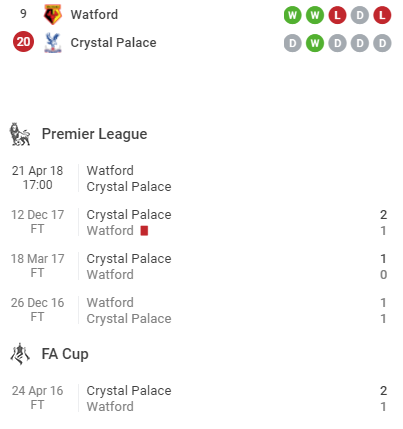 9 Watford W W L D L
20 Crystal Palace D W D D D
Premier League
21 Apr 18 Watford
17:00 Crystal Palace
12 Dec 17 Crystal Palace 2
FT Watford 1
18 Mar 17 Crystal Palace 1
FT Watford 0
26 Dec 16 Watford 1
FT Crystal Palace 1
FA Cup
24 Apr 16 Crystal Palace 2
FT Watford 1